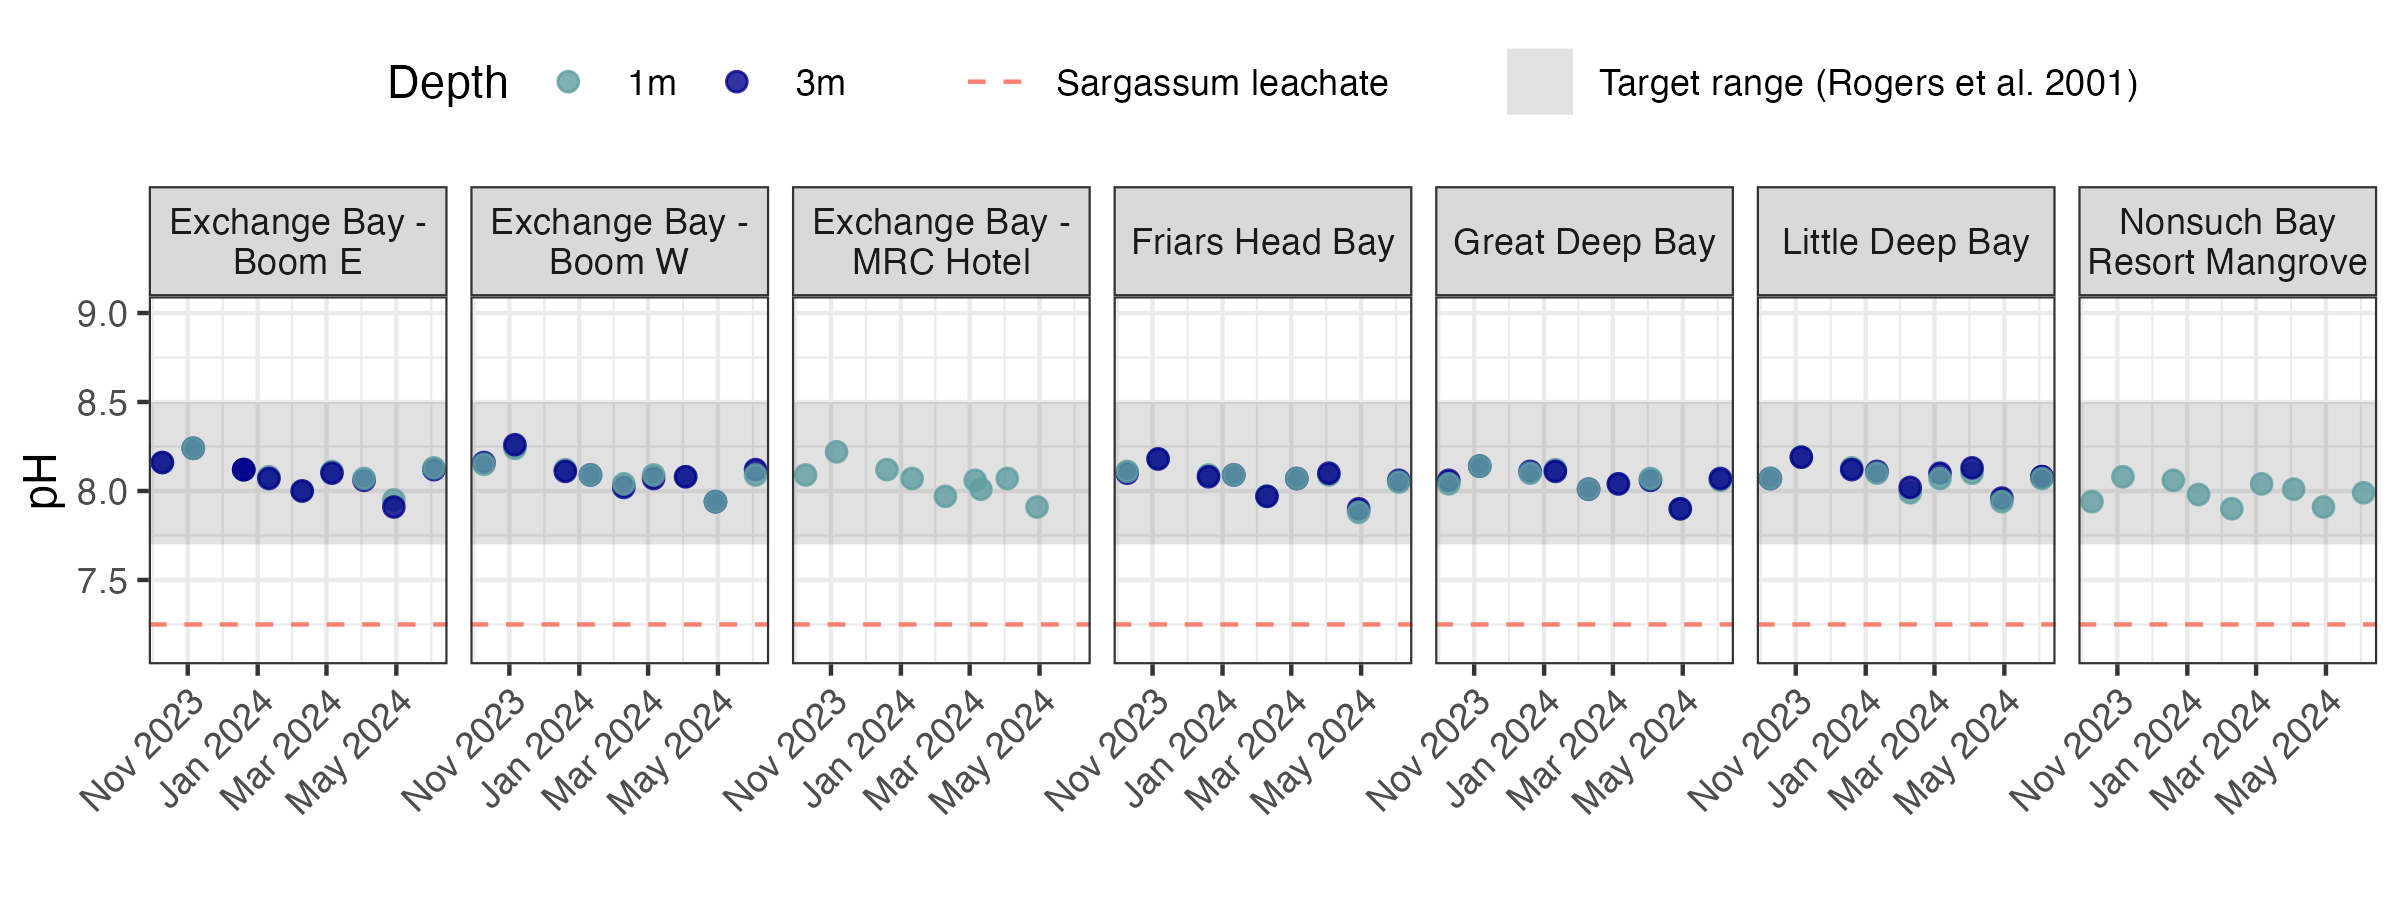 Depth 1m 3m Sargassum leachate Target range (Rogers et al. 2001)
Exchange Bay -
Boom E
Exchange Bay -
Boom W
Exchange Bay -
MRC Hotel
Friars Head Bay
Great Deep Bay
Little Deep Bay
Nonsuch Bay
Resort Mangrove
pH
9.0
8.5
8.0
7.5
Nov 2023
Jan 2024
Mar 2024
May 2024
Nov 2023
Jan 2024
Mar 2024
May 2024
Nov 2023
Jan 2024
Mar 2024
May 2024
Nov 2023
Jan 2024
Mar 2024
May 2024
Nov 2023
Jan 2024
Mar 2024
May 2024
Nov 2023
Jan 2024
Mar 2024
May 2024
Nov 2023
Jan 2024
Mar 2024
May 2024